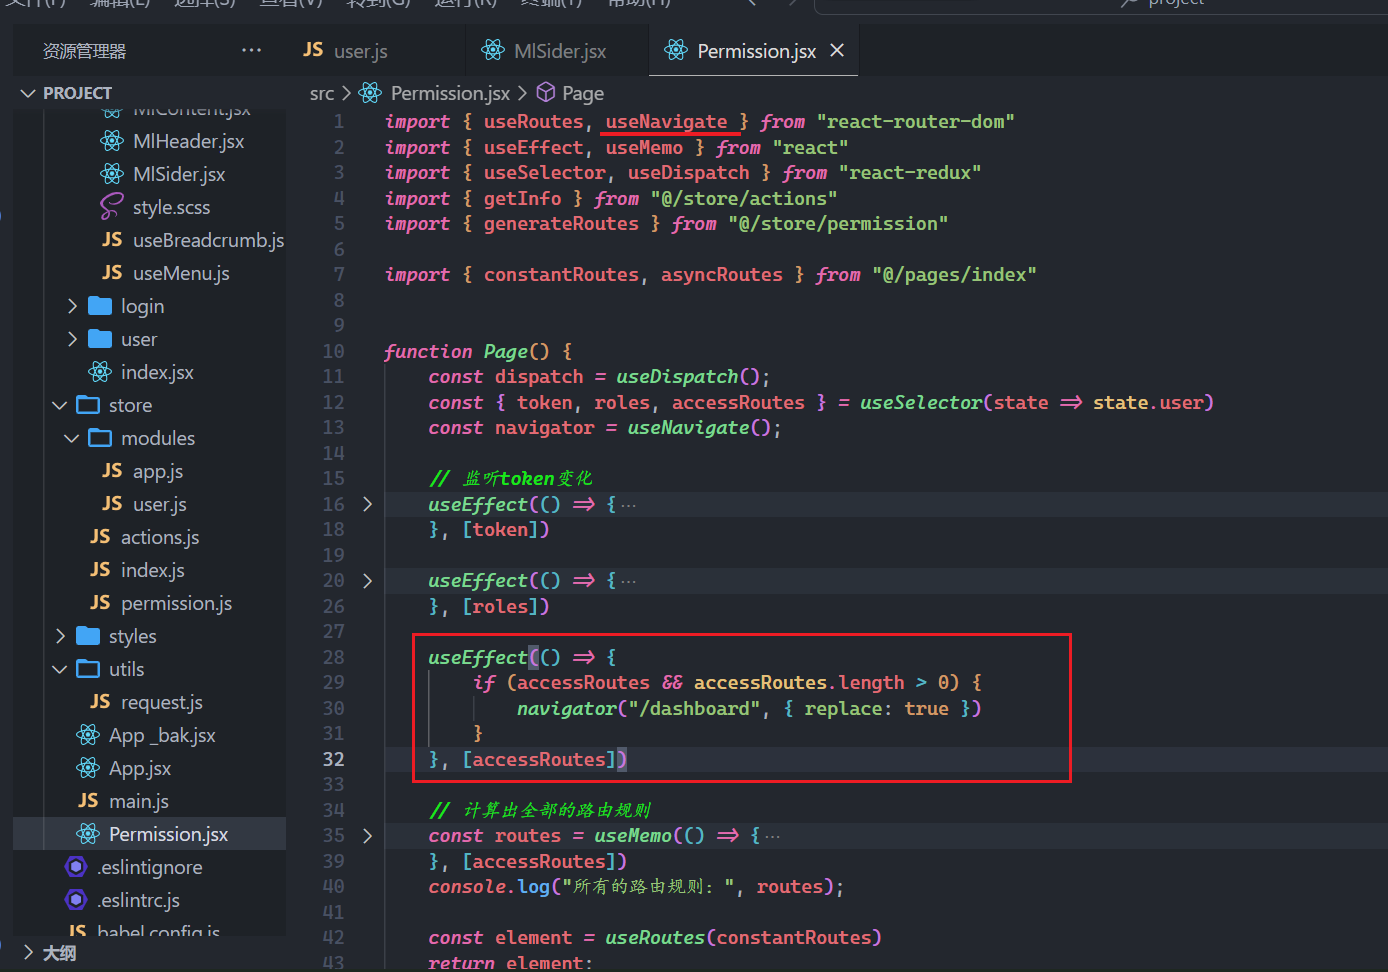 文件(F) 编辑(E) 选择(S) 查看(V) 转到(G) 运行(R) 终端(T) 帮助(H) project
资源管理器 ··· JS user.js MlSider.jsx Permission.jsx ×
PROJECT
src > Permission.jsx > Page
MlContent.jsx
MlHeader.jsx
MlSider.jsx
style.scss
JS useBreadcrumb.js
JS useMenu.js
login
user
index.jsx
store
modules
JS app.js
JS user.js
JS actions.js
JS index.js
JS permission.js
styles
utils
JS request.js
App _bak.jsx
App.jsx
JS main.js
Permission.jsx
.eslintignore
.eslintrc.js
JS babel.config.js
大纲
1 import { useRoutes, useNavigate } from "react-router-dom"
2 import { useEffect, useMemo } from "react"
3 import { useSelector, useDispatch } from "react-redux"
4 import { getInfo } from "@/store/actions"
5 import { generateRoutes } from "@/store/permission"
6
7 import { constantRoutes, asyncRoutes } from "@/pages/index"
8
9
10 function Page() {
11 const dispatch = useDispatch();
12 const { token, roles, accessRoutes } = useSelector(state => state.user)
13 const navigator = useNavigate();
14
15 // 监听token变化
16 useEffect(() => { ···
18 }, [token])
19
20 useEffect(() => { ···
26 }, [roles])
27
28 useEffect(() => {
29 if (accessRoutes && accessRoutes.length > 0) {
30 navigator("/dashboard", { replace: true })
31 }
32 }, [accessRoutes])
33
34 // 计算出全部的路由规则
35 const routes = useMemo(() => { ···
39 }, [accessRoutes])
40 console.log("所有的路由规则：", routes);
41
42 const element = useRoutes(constantRoutes)
43 return element;